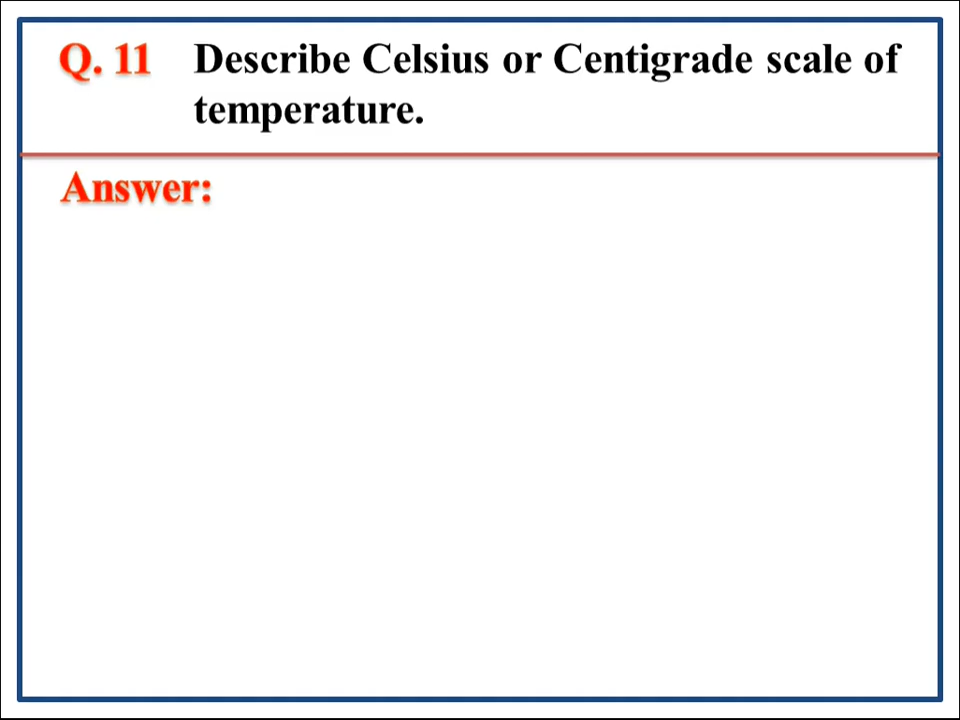 Q. 11 Describe Celsius or Centigrade scale of
temperature.
Answer: